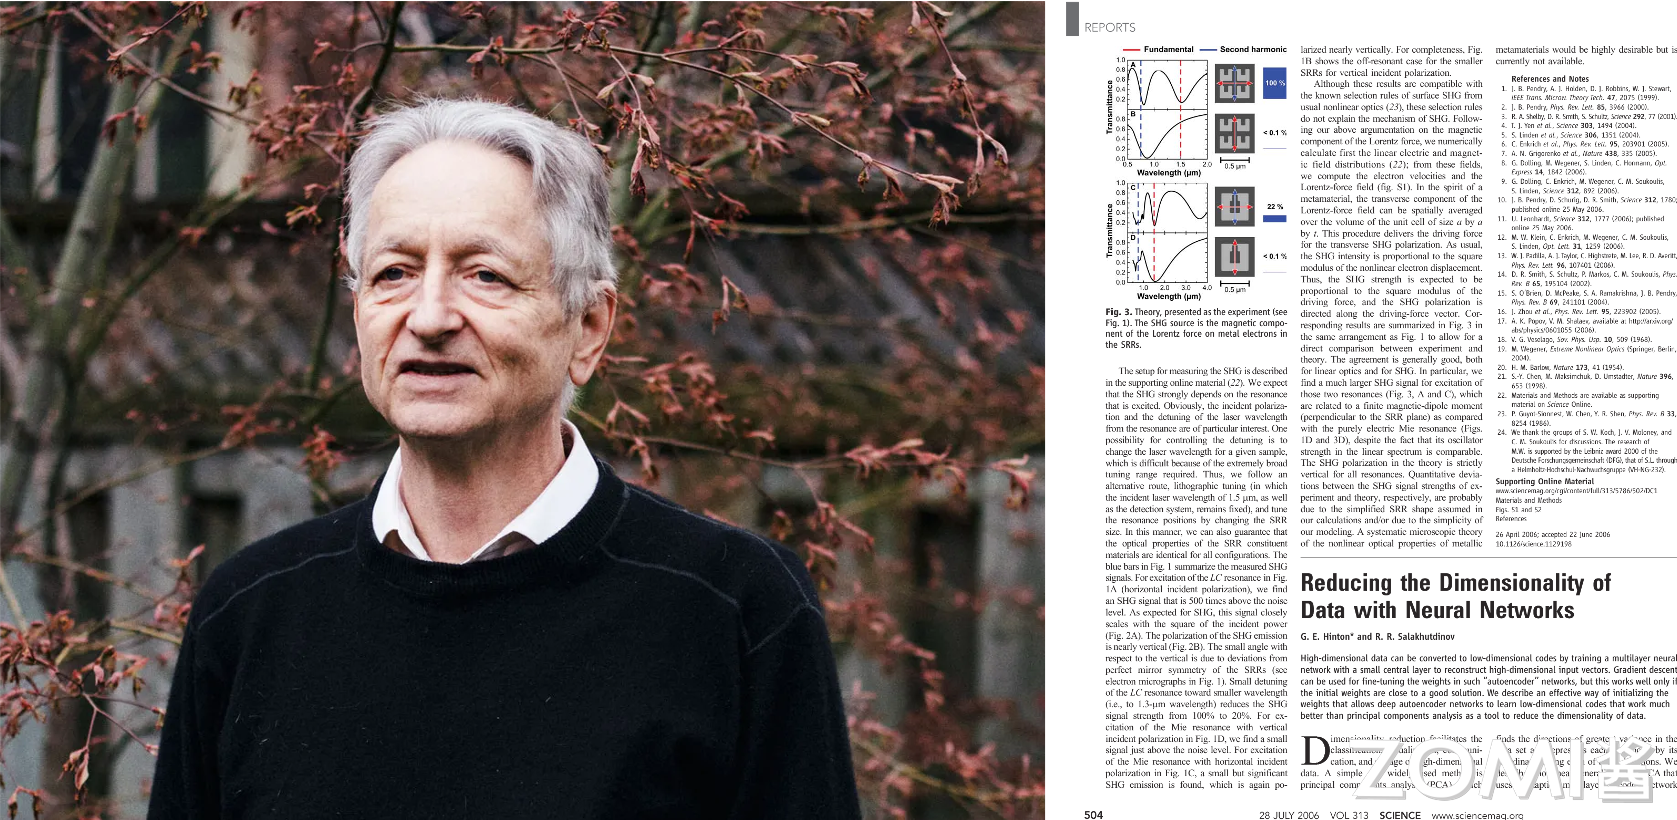 REPORTS
Fundamental Second harmonic
A
1.0
0.8
0.6
0.4
0.2
100 %
Transmittance
B
0.8
0.6
0.4
0.2
0.0
< 0.1 %
0.5 1.0 1.5 2.0
Wavelength (µm)
0.5 µm
C
1.0
0.8
0.6
0.4
0.2
22 %
Transmittance
D
0.8
0.6
0.4
0.2
0.0
< 0.1 %
1.0 2.0 3.0 4.0
Wavelength (µm)
0.5 µm
Fig. 3. Theory, presented as the experiment (see
Fig. 1). The SHG source is the magnetic compo-
nent of the Lorentz force on metal electrons in
the SRRs.
The setup for measuring the SHG is described
in the supporting online material (22). We expect
that the SHG strongly depends on the resonance
that is excited. Obviously, the incident polariza-
tion and the detuning of the laser wavelength
from the resonance are of particular interest. One
possibility for controlling the detuning is to
change the laser wavelength for a given sample,
which is difficult because of the extremely broad
tuning range required. Thus, we follow an
alternative route, lithographic tuning (in which
the incident laser wavelength of 1.5 µm, as well
as the detection system, remains fixed), and tune
the resonance positions by changing the SRR
size. In this manner, we can also guarantee that
the optical properties of the SRR constituent
materials are identical for all configurations. The
blue bars in Fig. 1 summarize the measured SHG
signals. For excitation of the LC resonance in Fig.
1A (horizontal incident polarization), we find
an SHG signal that is 500 times above the noise
level. As expected for SHG, this signal closely
scales with the square of the incident power
(Fig. 2A). The polarization of the SHG emission
is nearly vertical (Fig. 2B). The small angle with
respect to the vertical is due to deviations from
perfect mirror symmetry of the SRRs (see
electron micrographs in Fig. 1). Small detuning
of the LC resonance toward smaller wavelength
(i.e., to 1.3-µm wavelength) reduces the SHG
signal strength from 100% to 20%. For ex-
citation of the Mie resonance with vertical
incident polarization in Fig. 1D, we find a small
signal just above the noise level. For excitation
of the Mie resonance with horizontal incident
polarization in Fig. 1C, a small but significant
SHG emission is found, which is again po-
larized nearly vertically. For completeness, Fig.
1B shows the off-resonant case for the smaller
SRRs for vertical incident polarization.
Although these results are compatible with
the known selection rules of surface SHG from
usual nonlinear optics (23), these selection rules
do not explain the mechanism of SHG. Follow-
ing our above argumentation on the magnetic
component of the Lorentz force, we numerically
calculate first the linear electric and magnet-
ic field distributions (22); from these fields,
we compute the electron velocities and the
Lorentz-force field (fig. S1). In the spirit of a
metamaterial, the transverse component of the
Lorentz-force field can be spatially averaged
over the volume of the unit cell of size a by a
by t. This procedure delivers the driving force
for the transverse SHG polarization. As usual,
the SHG intensity is proportional to the square
modulus of the nonlinear electron displacement.
Thus, the SHG strength is expected to be
proportional to the square modulus of the
driving force, and the SHG polarization is
directed along the driving-force vector. Cor-
responding results are summarized in Fig. 3 in
the same arrangement as Fig. 1 to allow for a
direct comparison between experiment and
theory. The agreement is generally good, both
for linear optics and for SHG. In particular, we
find a much larger SHG signal for excitation of
those two resonances (Fig. 3, A and C), which
are related to a finite magnetic-dipole moment
(perpendicular to the SRR plane) as compared
with the purely electric Mie resonance (Figs.
1D and 3D), despite the fact that its oscillator
strength in the linear spectrum is comparable.
The SHG polarization in the theory is strictly
vertical for all resonances. Quantitative devia-
tions between the SHG signal strengths of ex-
periment and theory, respectively, are probably
due to the simplified SRR shape assumed in
our calculations and/or due to the simplicity of
our modeling. A systematic microscopic theory
of the nonlinear optical properties of metallic
metamaterials would be highly desirable but is
currently not available.
References and Notes
1. J. B. Pendry, A. J. Holden, D. J. Robbins, W. J. Stewart,
IEEE Trans. Microw. Theory Tech. 47, 2075 (1999).
2. J. B. Pendry, Phys. Rev. Lett. 85, 3966 (2000).
3. R. A. Shelby, D. R. Smith, S. Schultz, Science 292, 77 (2001).
4. T. J. Yen et al., Science 303, 1494 (2004).
5. S. Linden et al., Science 306, 1351 (2004).
6. C. Enkrich et al., Phys. Rev. Lett. 95, 203901 (2005).
7. A. N. Grigorenko et al., Nature 438, 335 (2005).
8. G. Dolling, M. Wegener, S. Linden, C. Hormann, Opt.
Express 14, 1842 (2006).
9. G. Dolling, C. Enkrich, M. Wegener, C. M. Soukoulis,
S. Linden, Science 312, 892 (2006).
10. J. B. Pendry, D. Schurig, D. R. Smith, Science 312, 1780;
published online 25 May 2006.
11. U. Leonhardt, Science 312, 1777 (2006); published
online 25 May 2006.
12. M. W. Klein, C. Enkrich, M. Wegener, C. M. Soukoulis,
S. Linden, Opt. Lett. 31, 1259 (2006).
13. W. J. Padilla, A. J. Taylor, C. Highstrete, M. Lee, R. D. Averitt,
Phys. Rev. Lett. 96, 107401 (2006).
14. D. R. Smith, S. Schultz, P. Markos, C. M. Soukoulis, Phys.
Rev. B 65, 195104 (2002).
15. S. O'Brien, D. McPeake, S. A. Ramakrishna, J. B. Pendry,
Phys. Rev. B 69, 241101 (2004).
16. J. Zhou et al., Phys. Rev. Lett. 95, 223902 (2005).
17. A. K. Popov, V. M. Shalaev, available at http://arxiv.org/
abs/physics/0601055 (2006).
18. V. G. Veselago, Sov. Phys. Usp. 10, 509 (1968).
19. M. Wegener, Extreme Nonlinear Optics (Springer, Berlin,
2004).
20. H. M. Barlow, Nature 173, 41 (1954).
21. S.-Y. Chen, M. Maksimchuk, D. Umstadter, Nature 396,
653 (1998).
22. Materials and Methods are available as supporting
material on Science Online.
23. P. Guyot-Sionnest, W. Chen, Y. R. Shen, Phys. Rev. B 33,
8254 (1986).
24. We thank the groups of S. W. Koch, J. V. Moloney, and
C. M. Soukoulis for discussions. The research of
M.W. is supported by the Leibniz award 2000 of the
Deutsche Forschungsgemeinschaft (DFG), that of S.L. through
a Helmholtz-Hochschul-Nachwuchsgruppe (VH-NG-232).
Supporting Online Material
www.sciencemag.org/cgi/content/full/313/5786/502/DC1
Materials and Methods
Figs. S1 and S2
References
26 April 2006; accepted 22 June 2006
10.1126/science.1129198
Reducing the Dimensionality of
Data with Neural Networks
G. E. Hinton* and R. R. Salakhutdinov
High-dimensional data can be converted to low-dimensional codes by training a multilayer neural
network with a small central layer to reconstruct high-dimensional input vectors. Gradient descent
can be used for fine-tuning the weights in such "autoencoder" networks, but this works well only if
the initial weights are close to a good solution. We describe an effective way of initializing the
weights that allows deep autoencoder networks to learn low-dimensional codes that work much
better than principal components analysis as a tool to reduce the dimensionality of data.
Dimensionality reduction facilitates the
data. A simple
principal
finds the directions of greatest variance in the
ZOMI酱
504 28 JULY 2006 VOL 313 SCIENCE www.sciencemag.org